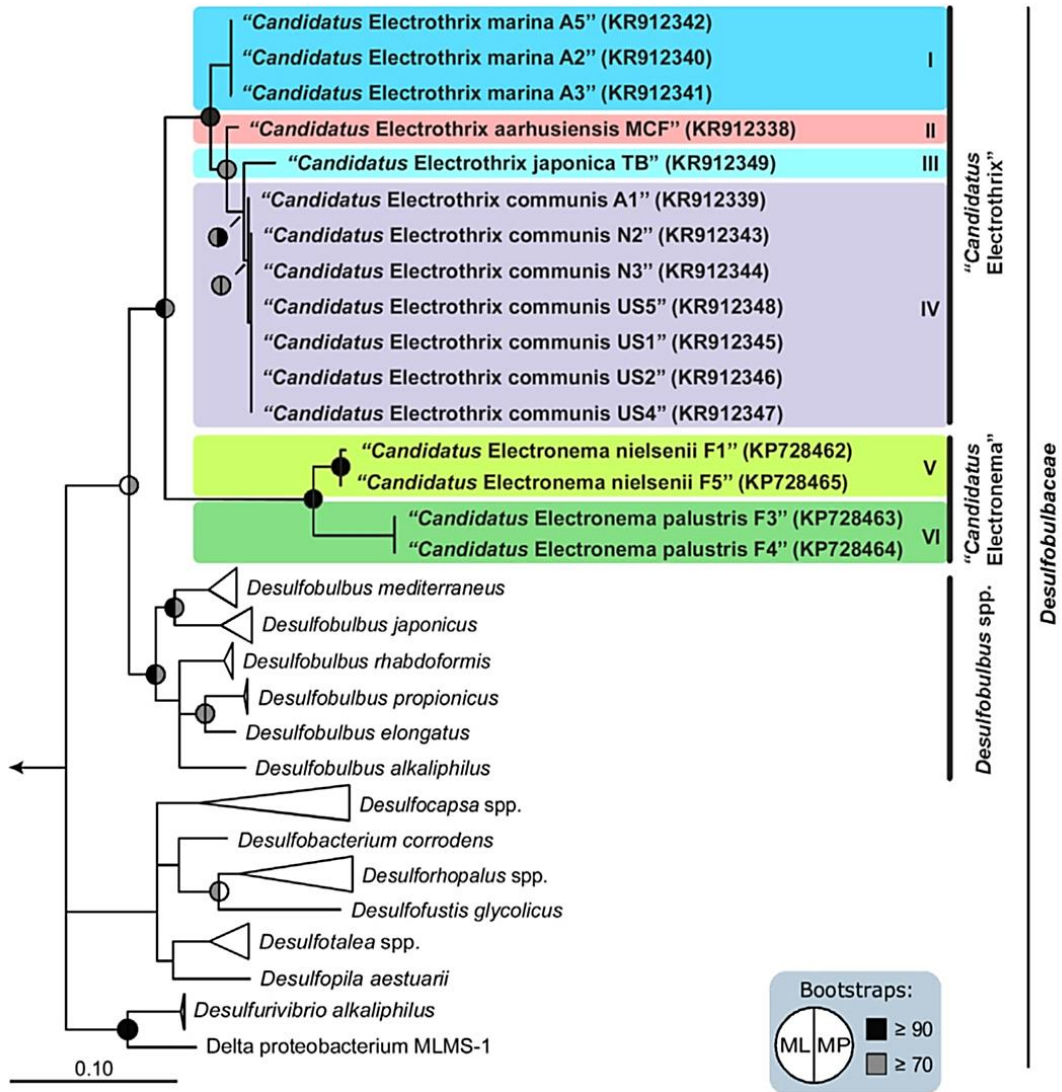 “Candidatus Electrothrix marina A5” (KR912342)
“Candidatus Electrothrix marina A2” (KR912340)
“Candidatus Electrothrix marina A3” (KR912341)
I
“Candidatus Electrothrix aarhusiensis MCF” (KR912338)
II
“Candidatus Electrothrix japonica TB” (KR912349)
III
“Candidatus Electrothrix communis A1” (KR912339)
“Candidatus Electrothrix communis N2” (KR912343)
“Candidatus Electrothrix communis N3” (KR912344)
“Candidatus Electrothrix communis US5” (KR912348)
“Candidatus Electrothrix communis US1” (KR912345)
“Candidatus Electrothrix communis US2” (KR912346)
“Candidatus Electrothrix communis US4” (KR912347)
IV
“Candidatus
Electrothrix”
“Candidatus Electronema nielsenii F1” (KP728462)
“Candidatus Electronema nielsenii F5” (KP728465)
V
“Candidatus Electronema palustris F3” (KP728463)
“Candidatus Electronema palustris F4” (KP728464)
VI
“Candidatus
Electronema”
Desulfobulbus mediterraneus
Desulfobulbus japonicus
Desulfobulbus rhabdoformis
Desulfobulbus propionicus
Desulfobulbus elongatus
Desulfobulbus alkaliphilus
Desulfobulbus spp.
Desulfobulbaceae
Desulfocapsa spp.
Desulfobacterium corrodens
Desulforhopalus spp.
Desulfofustis glycolicus
Desulfotalea spp.
Desulfopila aestuarii
Desulfurivibrio alkaliphilus
Delta proteobacterium MLMS-1
0.10
Bootstraps:
ML MP
≥ 90
≥ 70